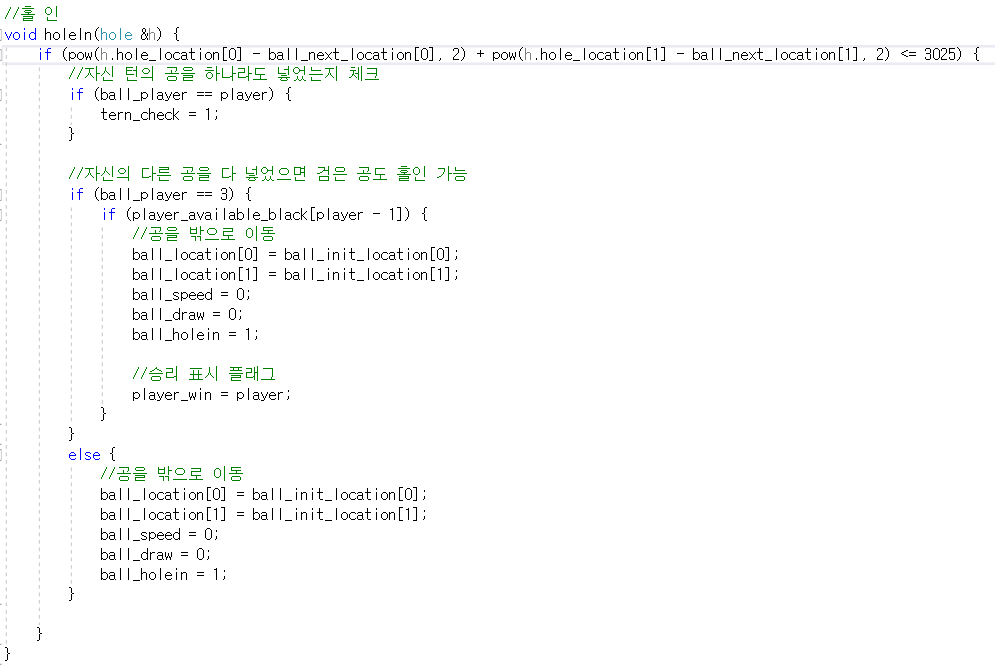 //홀 인
void holeIn(hole &h) {
if (pow(h.hole_location[0] - ball_next_location[0], 2) + pow(h.hole_location[1] - ball_next_location[1], 2) <= 3025) {
//자신 턴의 공을 하나라도 넣었는지 체크
if (ball_player == player) {
tern_check = 1;
}
//자신의 다른 공을 다 넣었으면 검은 공도 홀인 가능
if (ball_player == 3) {
if (player_available_black[player - 1]) {
//공을 밖으로 이동
ball_location[0] = ball_init_location[0];
ball_location[1] = ball_init_location[1];
ball_speed = 0;
ball_draw = 0;
ball_holein = 1;
//승리 표시 플래그
player_win = player;
}
}
else {
//공을 밖으로 이동
ball_location[0] = ball_init_location[0];
ball_location[1] = ball_init_location[1];
ball_speed = 0;
ball_draw = 0;
ball_holein = 1;
}
}
}